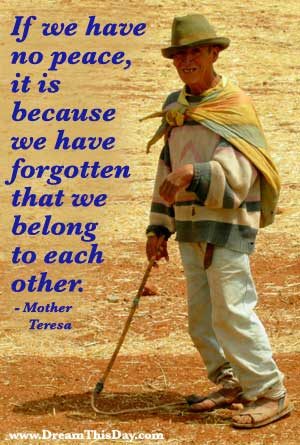 If we have
no peace,
it is
because
we have
forgotten
that we
belong
to each
other.
- Mother
Teresa
www.DreamThisDay.com